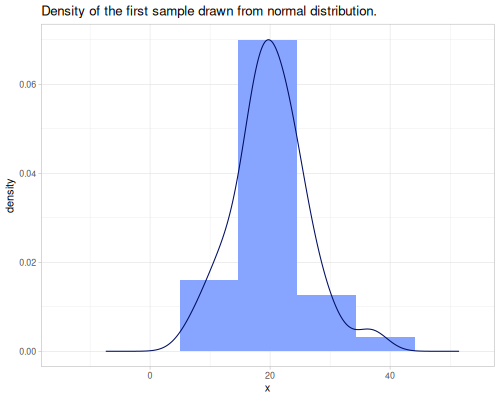 Density of the first sample drawn from normal distribution.
0.06
0.04
0.02
0.00
density
0 20 40
x